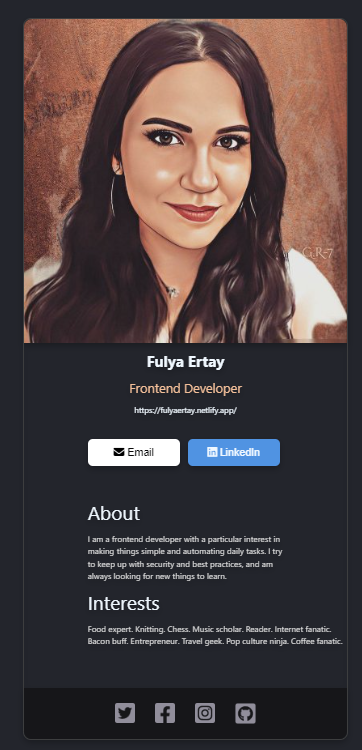 G.R-7
Fulya Ertay
Frontend Developer
https://fulyaertay.netlify.app/
Email
in LinkedIn
About
I am a frontend developer with a particular interest in
making things simple and automating daily tasks. I try
to keep up with security and best practices, and am
always looking for new things to learn.
Interests
Food expert. Knitting. Chess. Music scholar. Reader. Internet fanatic.
Bacon buff. Entrepreneur. Travel geek. Pop culture ninja. Coffee fanatic.